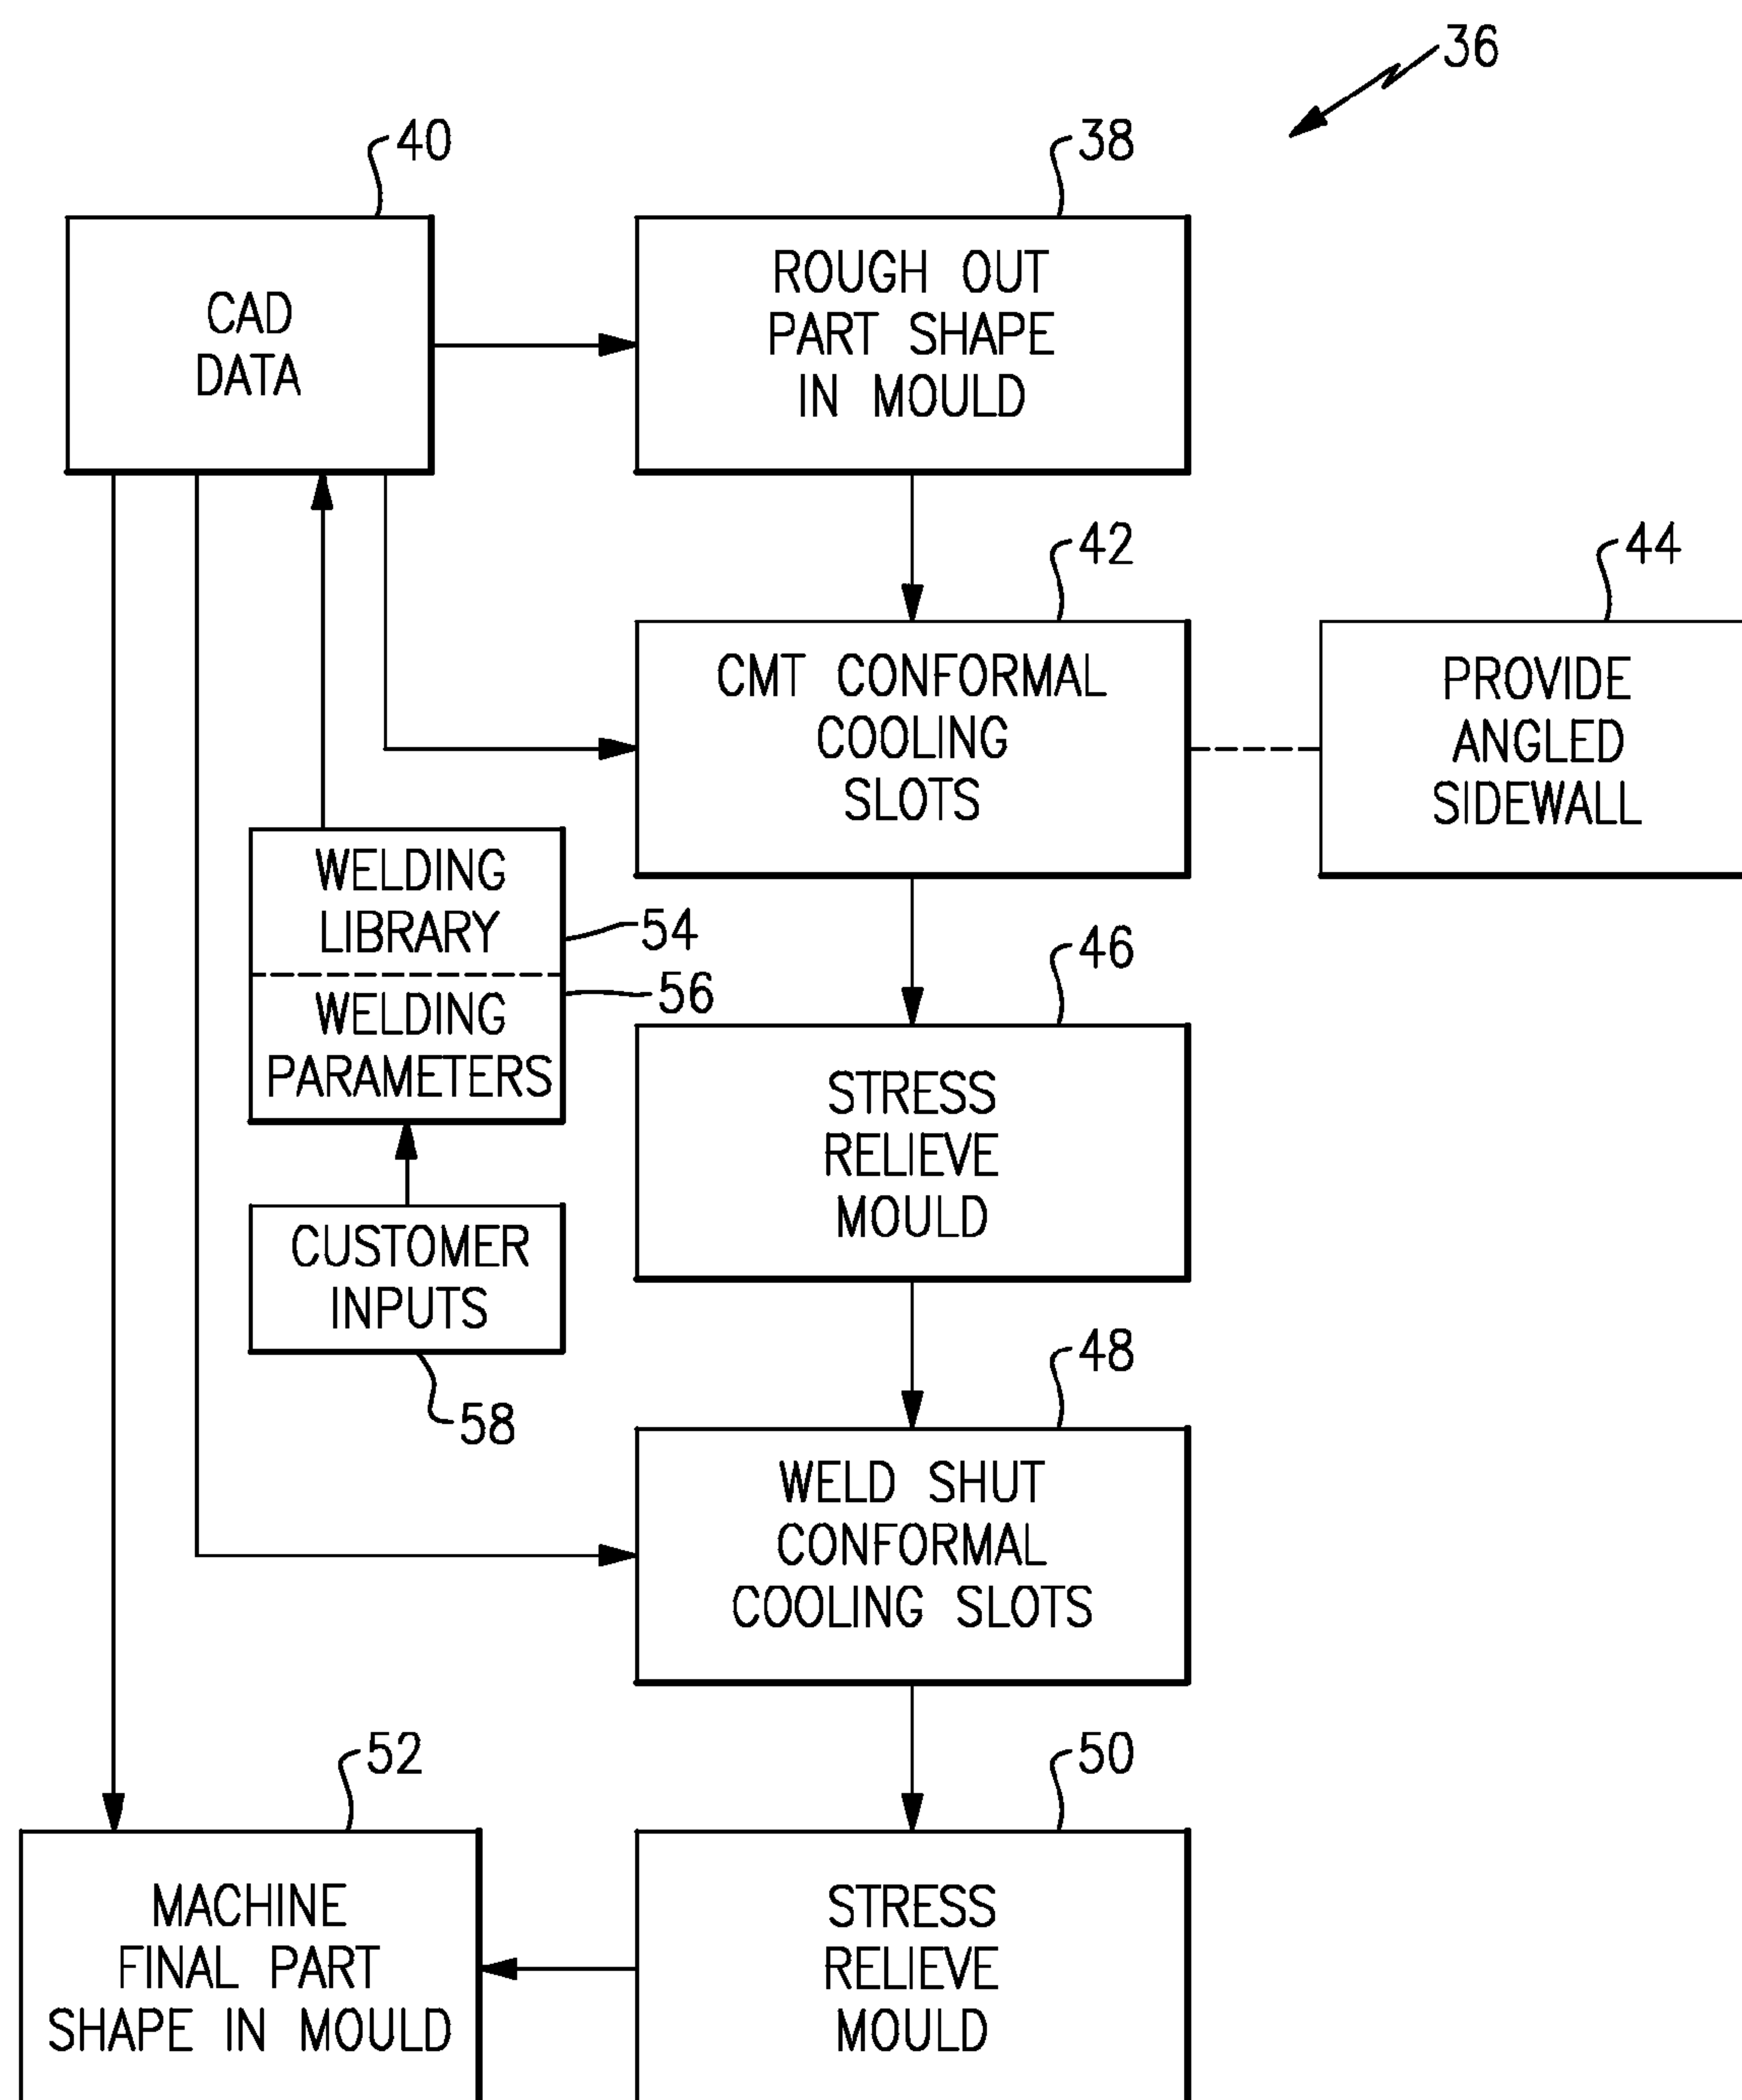 36
40
38
CAD
DATA
ROUGH OUT
PART SHAPE
IN MOULD
42
44
CMT CONFORMAL
COOLING
SLOTS
PROVIDE
ANGLED
SIDEWALL
WELDING
LIBRARY
54
56
WELDING
PARAMETERS
46
STRESS
RELIEVE
MOULD
CUSTOMER
INPUTS
58
48
WELD SHUT
CONFORMAL
COOLING SLOTS
52
50
MACHINE
FINAL PART
SHAPE IN MOULD
STRESS
RELIEVE
MOULD